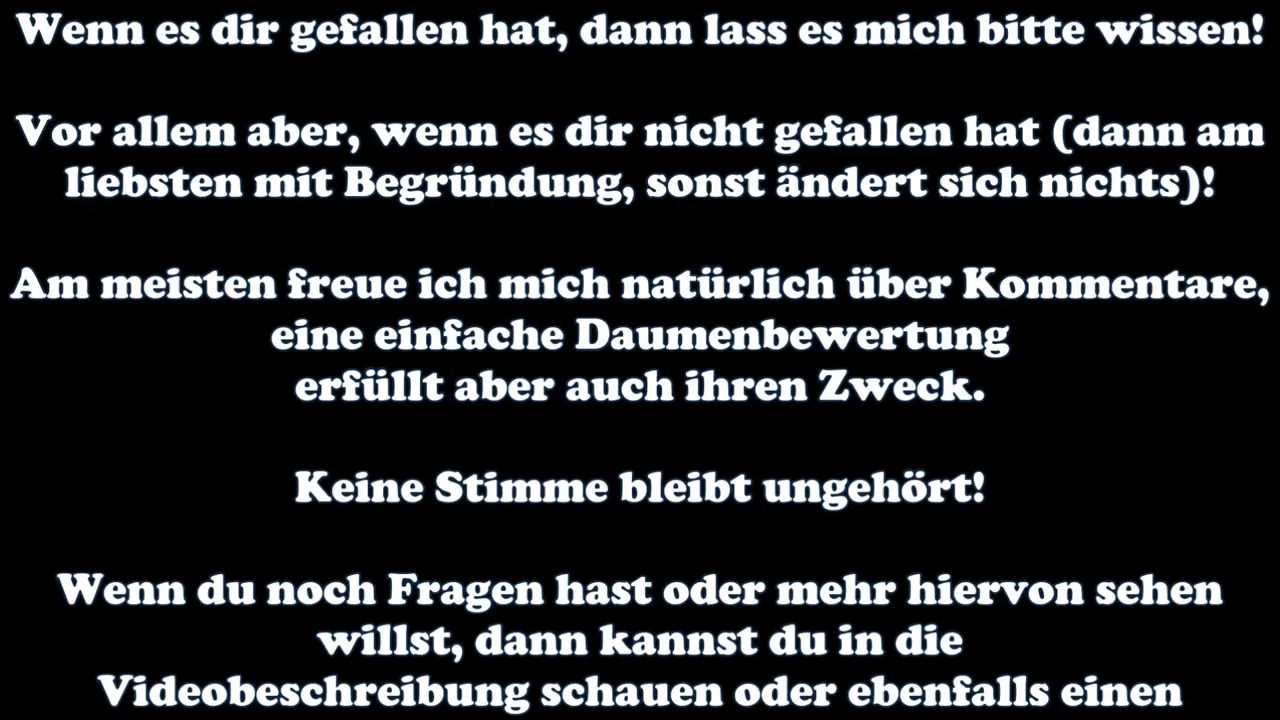 Wenn es dir gefallen hat, dann lass es mich bitte wissen!
Vor allem aber, wenn es dir nicht gefallen hat (dann am
liebsten mit Begründung, sonst ändert sich nichts)!
Am meisten freue ich mich natürlich über Kommentare,
eine einfache Daumenbewertung
erfüllt aber auch ihren Zweck.
Keine Stimme bleibt ungehört!
Wenn du noch Fragen hast oder mehr hiervon sehen
willst, dann kannst du in die
Videobeschreibung schauen oder ebenfalls einen